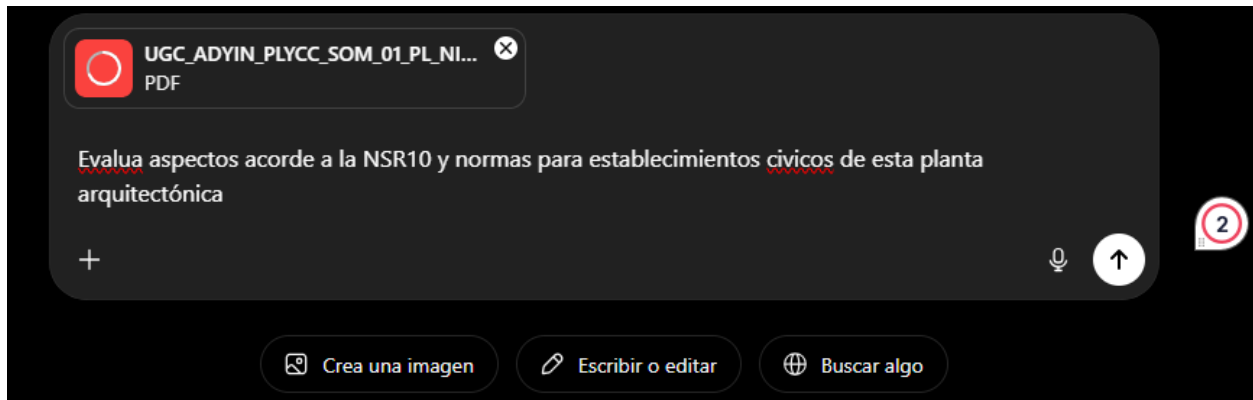 UGC_ADYIN_PLYCC_SOM_01_PL_NI...
PDF
Evalua aspectos acorde a la NSR10 y normas para establecimientos civicos de esta planta
arquitectónica
2
Crea una imagen
Escribir o editar
Buscar algo